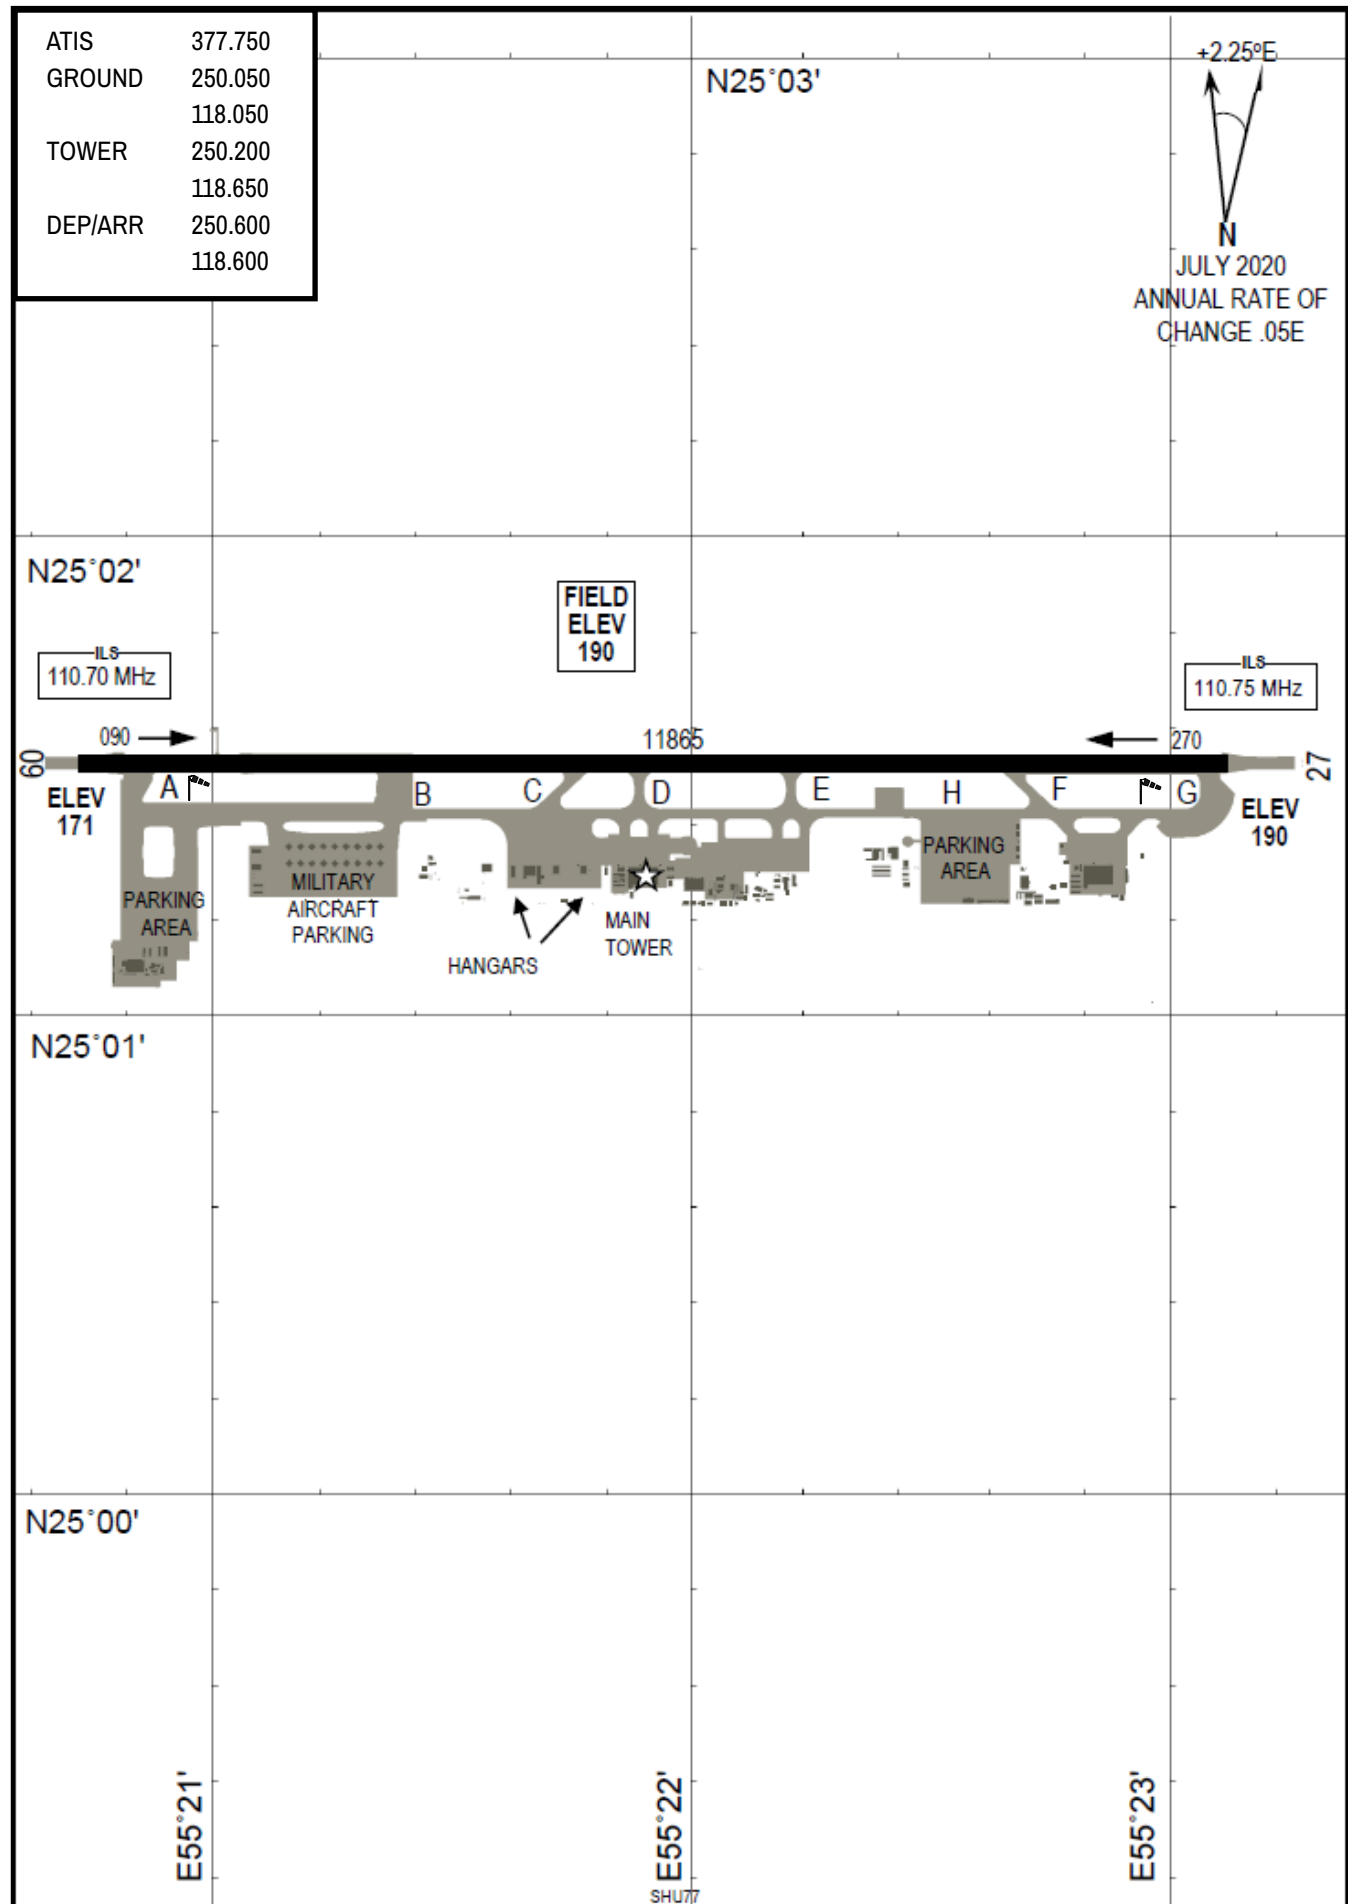 ATIS 377.750
GROUND 250.050
118.050
TOWER 250.200
118.650
DEP/ARR 250.600
118.600
N25°03'
+2.25ºE
N
JULY 2020
ANNUAL RATE OF
CHANGE .05E
N25°02'
FIELD
ELEV
190
ILS
110.70 MHz
ILS
110.75 MHz
090
11865
270
09
27
ELEV
171
A
B
C
D
E
H
F
G
ELEV
190
PARKING
AREA
MILITARY
AIRCRAFT
PARKING
HANGARS
MAIN
TOWER
PARKING
AREA
N25°01'
N25°00'
E55°21'
E55°22'
E55°23'
SHU77